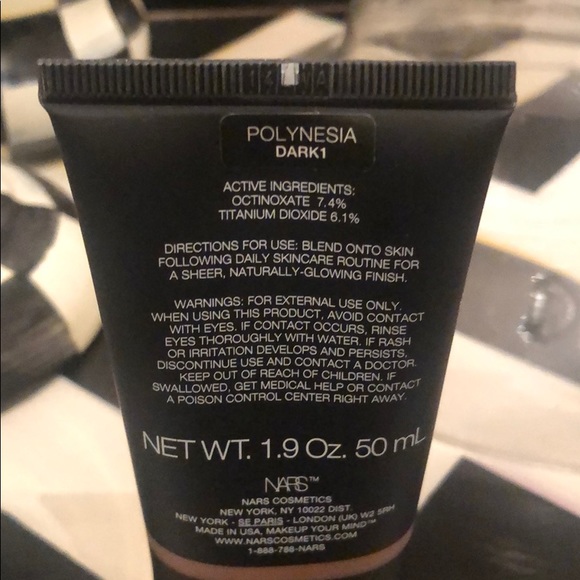 POLYNESIA
DARK1
ACTIVE INGREDIENTS:
OCTINOXATE 7.4%
TITANIUM DIOXIDE 6.1%
DIRECTIONS FOR USE: BLEND ONTO SKIN
FOLLOWING DAILY SKINCARE ROUTINE FOR
A SHEER, NATURALLY-GLOWING FINISH.
WARNINGS: FOR EXTERNAL USE ONLY.
WHEN USING THIS PRODUCT, AVOID CONTACT
WITH EYES. IF CONTACT OCCURS, RINSE
EYES THOROUGHLY WITH WATER. IF RASH
OR IRRITATION DEVELOPS AND PERSISTS,
DISCONTINUE USE AND CONTACT A DOCTOR.
KEEP OUT OF REACH OF CHILDREN. IF
SWALLOWED, GET MEDICAL HELP OR CONTACT
A POISON CONTROL CENTER RIGHT AWAY.
NET WT. 1.9 Oz. 50 mL
NARS™
NARS COSMETICS
NEW YORK, NY 10022 DIST.
NEW YORK - SE PARIS - LONDON (UK) W2 5RH
MADE IN USA, MAKEUP YOUR MIND™
WWW.NARSCOSMETICS.COM
1-888-788-NARS